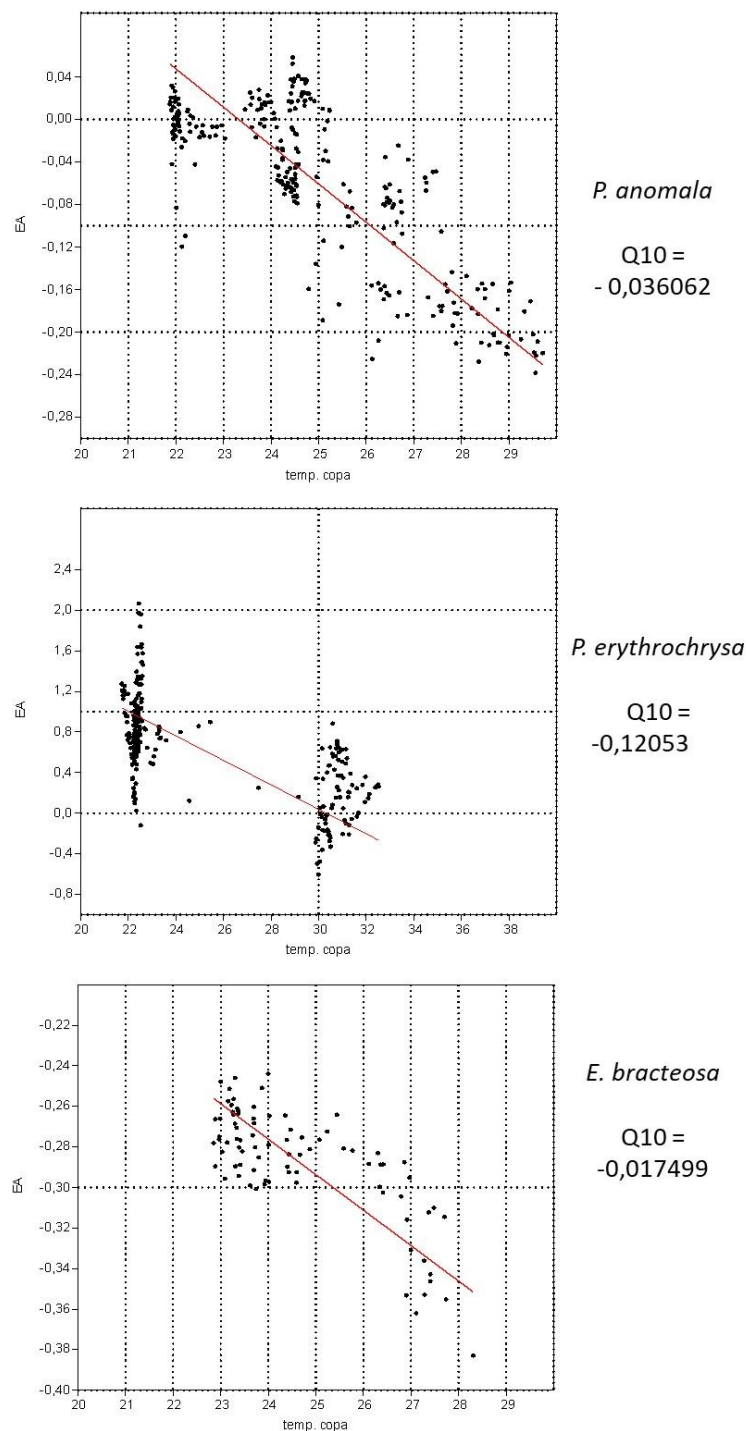 0,04
0,00
-0,04
-0,08
-0,12
-0,16
-0,20
-0,24
-0,28
EA
20 21 22 23 24 25 26 27 28 29
temp. copa
P. anomala
Q10 =
- 0,036062
2,4
2,0
1,6
1,2
0,8
0,4
0,0
-0,4
-0,8
EA
20 22 24 26 28 30 32 34 36 38
temp. copa
P. erythrochrysa
Q10 =
-0,12053
-0,22
-0,24
-0,26
-0,28
-0,30
-0,32
-0,34
-0,36
-0,38
-0,40
EA
20 21 22 23 24 25 26 27 28 29
temp. copa
E. bracteosa
Q10 =
-0,017499